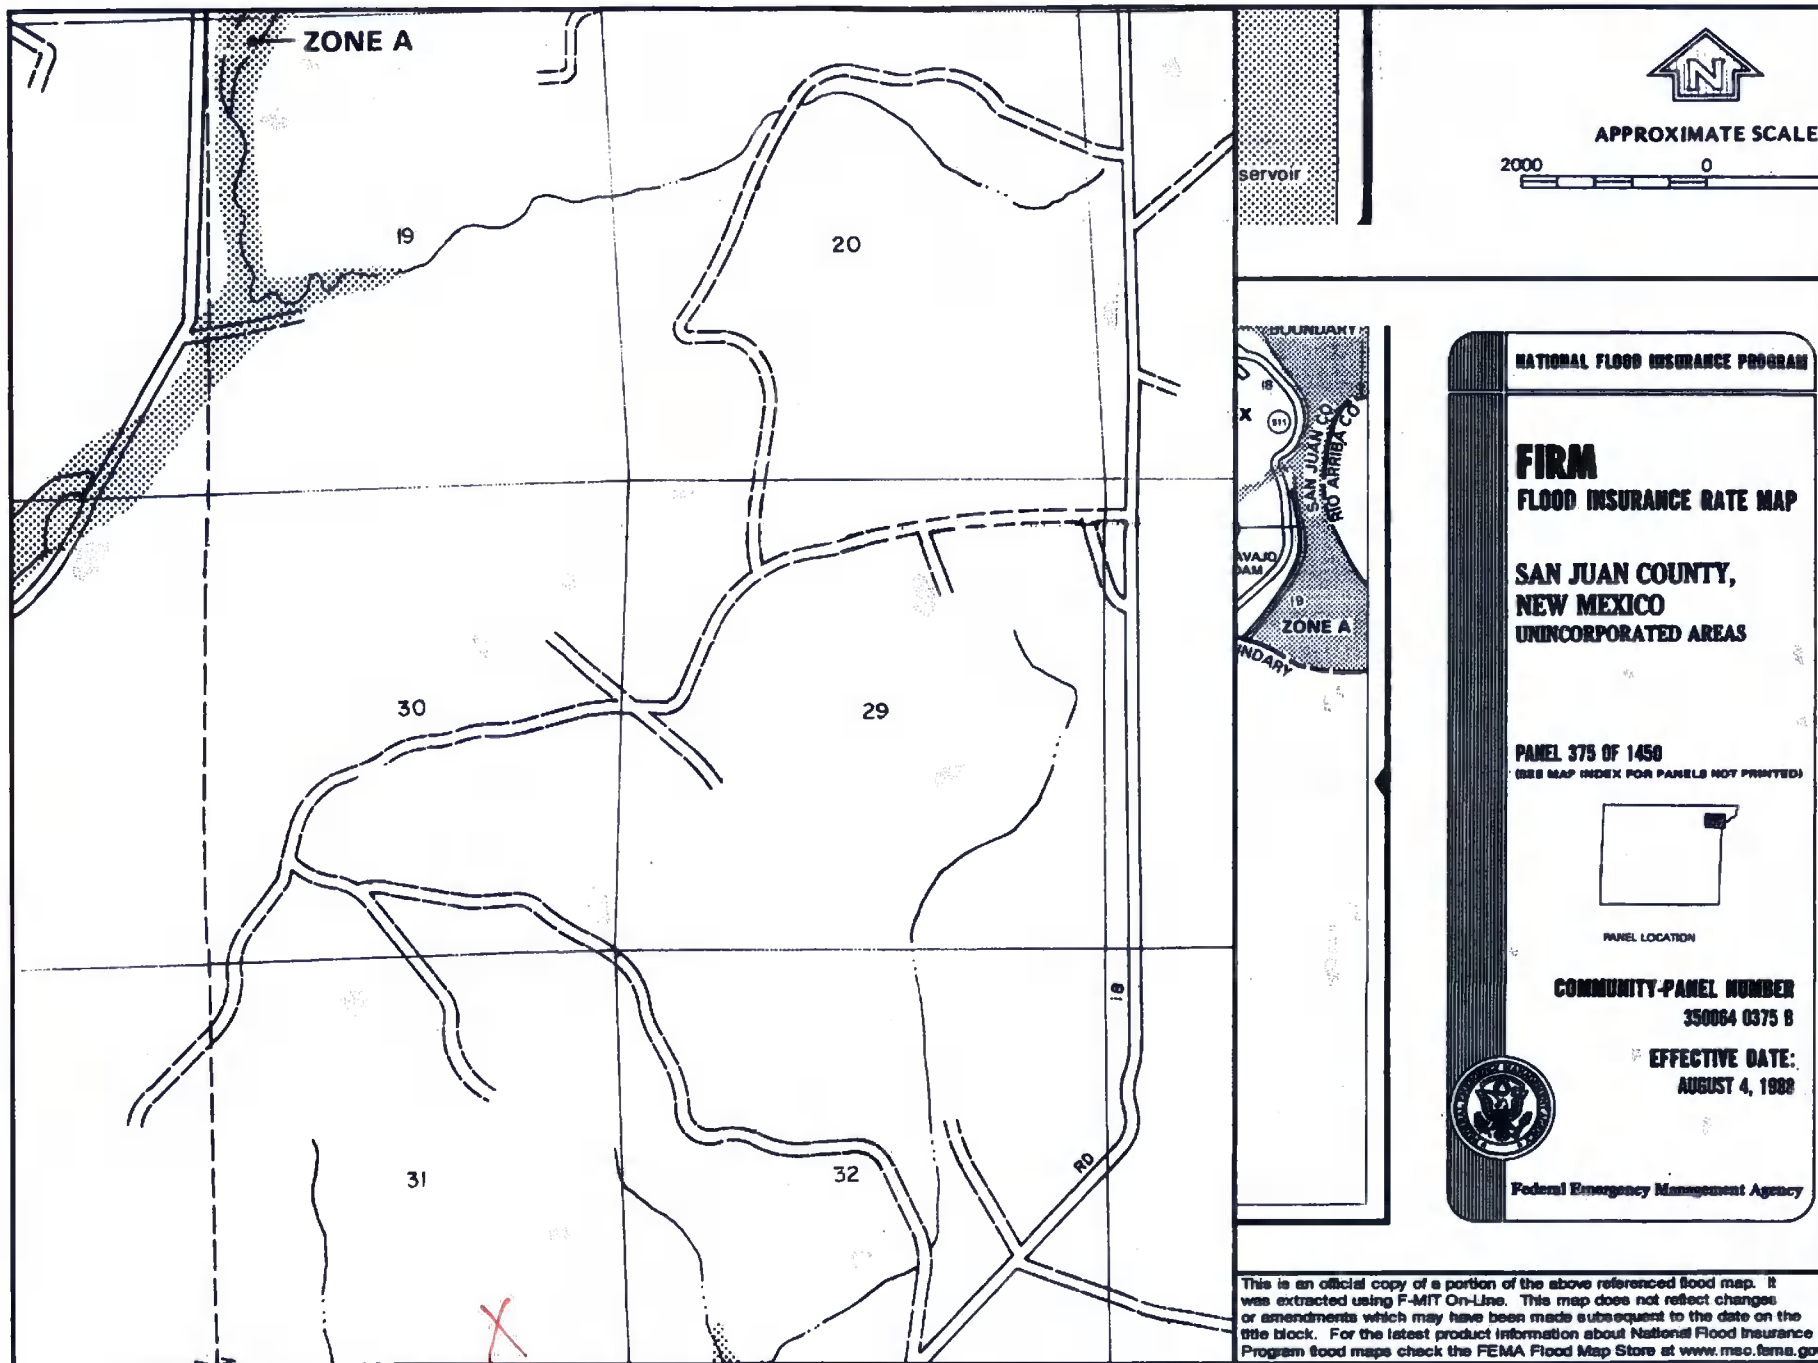 ZONE A
19
20
30
29
31
32
18
RD
servoir
BOUNDARY
18
X
511
SAN JUAN CO
RIO ARRIBA CO
AVAJO
DAM
19
ZONE A
UNDARY
N
APPROXIMATE SCALE
2000 0
NATIONAL FLOOD INSURANCE PROGRAM
FIRM
FLOOD INSURANCE RATE MAP
SAN JUAN COUNTY,
NEW MEXICO
UNINCORPORATED AREAS
PANEL 375 OF 1450
(SEE MAP INDEX FOR PANELS NOT PRINTED)
PANEL LOCATION
COMMUNITY-PANEL NUMBER
350064 0375 B
EFFECTIVE DATE:
AUGUST 4, 1988
Federal Emergency Management Agency
This is an official copy of a portion of the above referenced flood map. It
was extracted using F-MIT On-Line. This map does not reflect changes
or amendments which may have been made subsequent to the date on the
title block. For the latest product information about National Flood Insurance
Program flood maps check the FEMA Flood Map Store at www.msc.fema.go